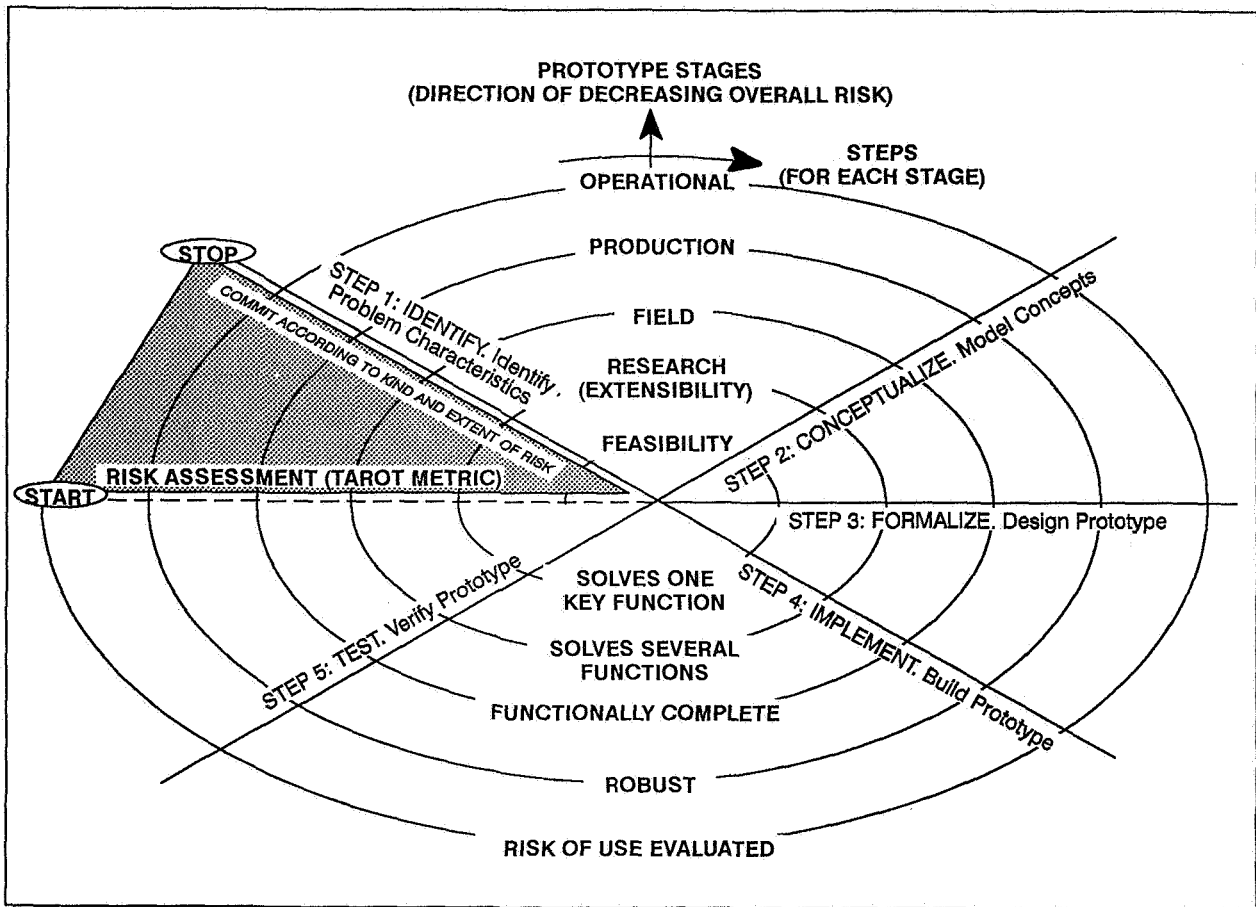 PROTOTYPE STAGES
(DIRECTION OF DECREASING OVERALL RISK)
STEPS
(FOR EACH STAGE)
OPERATIONAL
PRODUCTION
FIELD
RESEARCH
(EXTENSIBILITY)
FEASIBILITY
STOP
STEP 1: IDENTIFY. Identify
Problem Characteristics
COMMIT ACCORDING TO KIND AND EXTENT OF RISK
RISK ASSESSMENT (TAROT METRIC)
START
STEP 2: CONCEPTUALIZE. Model Concepts
STEP 3: FORMALIZE. Design Prototype
STEP 4: IMPLEMENT. Build Prototype
STEP 5: TEST. Verify Prototype
SOLVES ONE
KEY FUNCTION
SOLVES SEVERAL
FUNCTIONS
FUNCTIONALLY COMPLETE
ROBUST
RISK OF USE EVALUATED